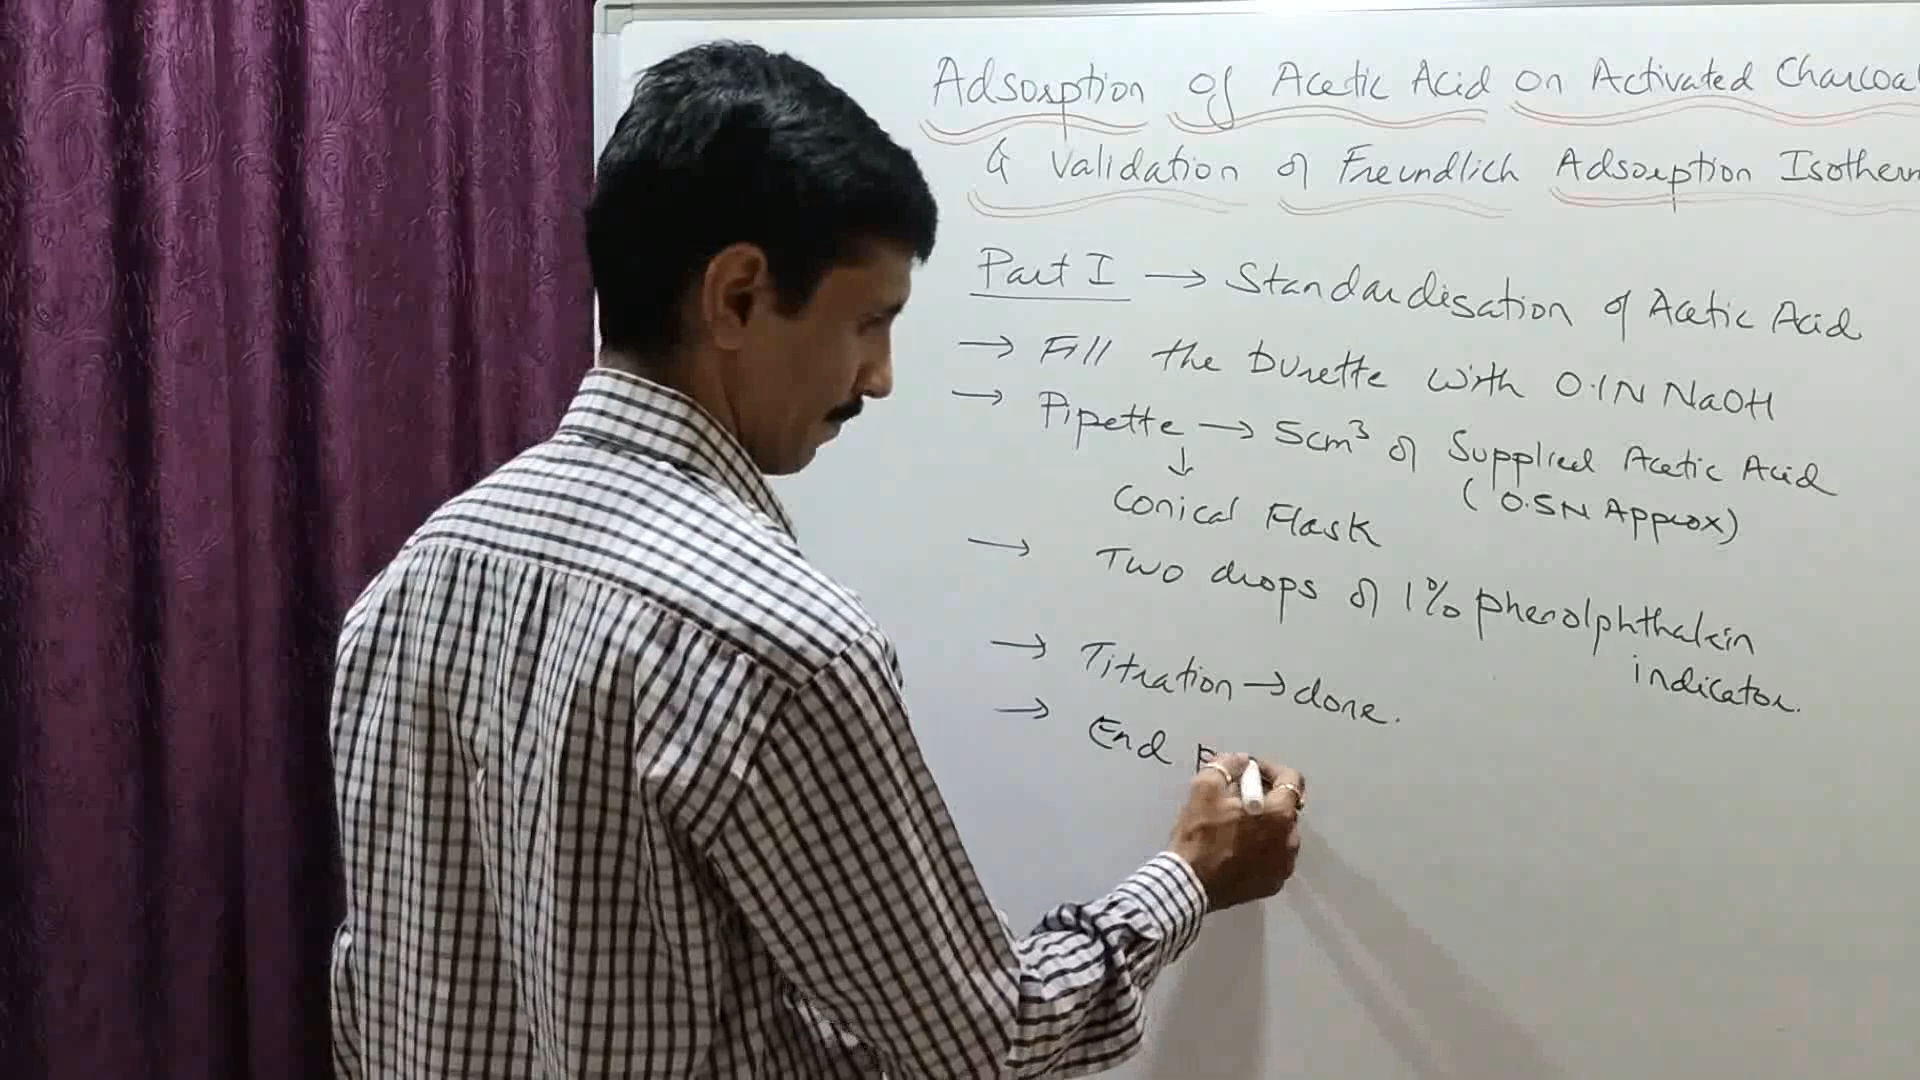 Adsorption of Acetic Acid on Activated Charcoa
& Validation of Freundlich Adsorption Isotherm
Part I → Standardisation of Acetic Acid
→ Fill the burette with 0.1N NaOH
→ Pipette → 5cm³ of Supplied Acetic Acid
↓ (0.5N Approx)
Conical Flask
→ Two drops of 1% phenolphthalein
indicator.
→ Titration → done.
→ End P